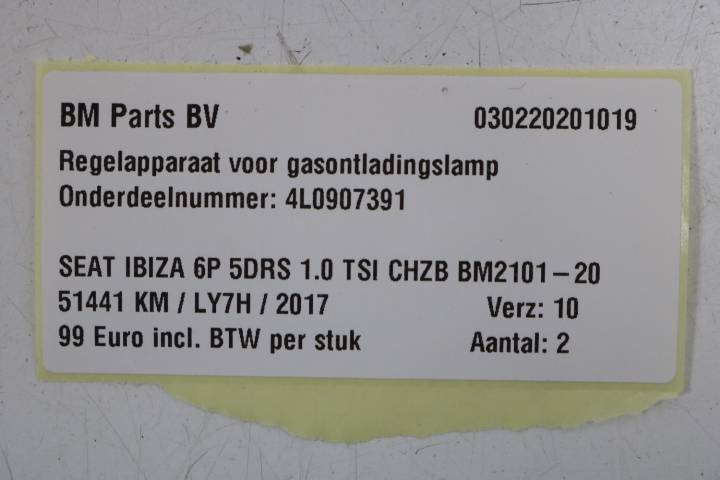 BM Parts BV 030220201019
Regelapparaat voor gasontladingslamp
Onderdeelnummer: 4L0907391
SEAT IBIZA 6P 5DRS 1.0 TSI CHZB BM2101-20
51441 KM / LY7H / 2017 Verz: 10
99 Euro incl. BTW per stuk Aantal: 2